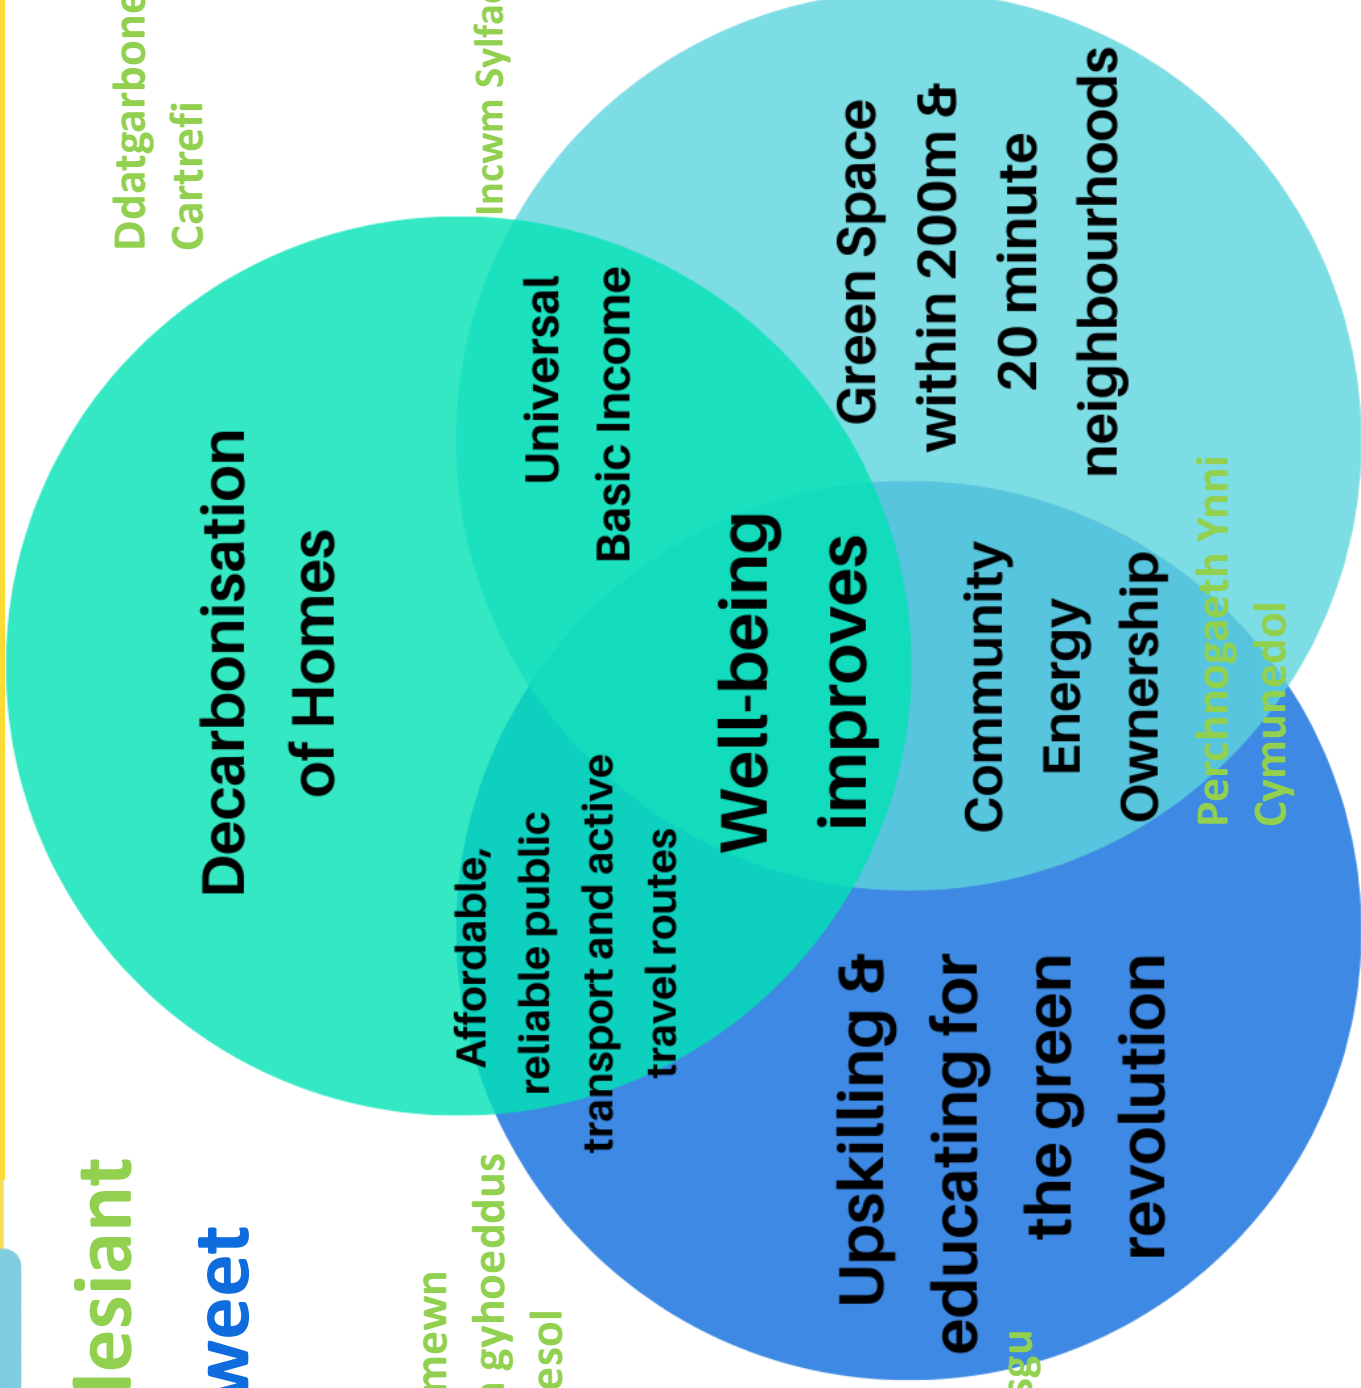 lesiant
weet
Ddatgarbone
Cartrefi
Decarbonisation
of Homes
mewn
gyhoeddus
esol
Incwm Sylfae
Affordable,
reliable public
transport and active
travel routes
Universal
Basic Income
Well-being
improves
Upskilling &
educating for
the green
revolution
sgu
Community
Energy
Ownership
Perchnogaeth Ynni
Cymunedol
Green Space
within 200m &
20 minute
neighbourhoods